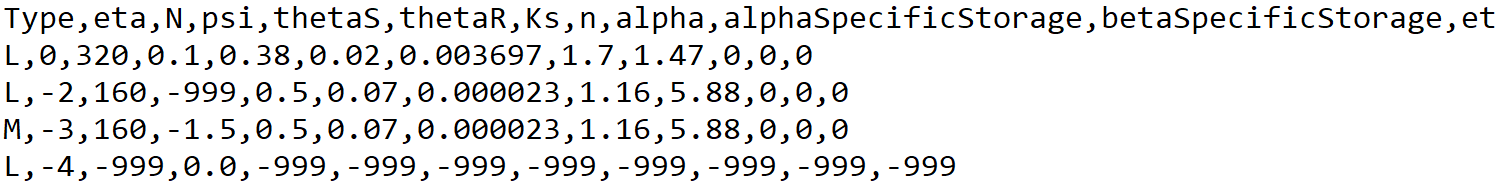 Type,eta,N,psi,thetaS,thetaR,Ks,n,alpha,alphaSpecificStorage,betaSpecificStorage,et
L,0,320,0.1,0.38,0.02,0.003697,1.7,1.47,0,0,0
L,-2,160,-999,0.5,0.07,0.000023,1.16,5.88,0,0,0
M,-3,160,-1.5,0.5,0.07,0.000023,1.16,5.88,0,0,0
L,-4,-999,0.0,-999,-999,-999,-999,-999,-999,-999,-999